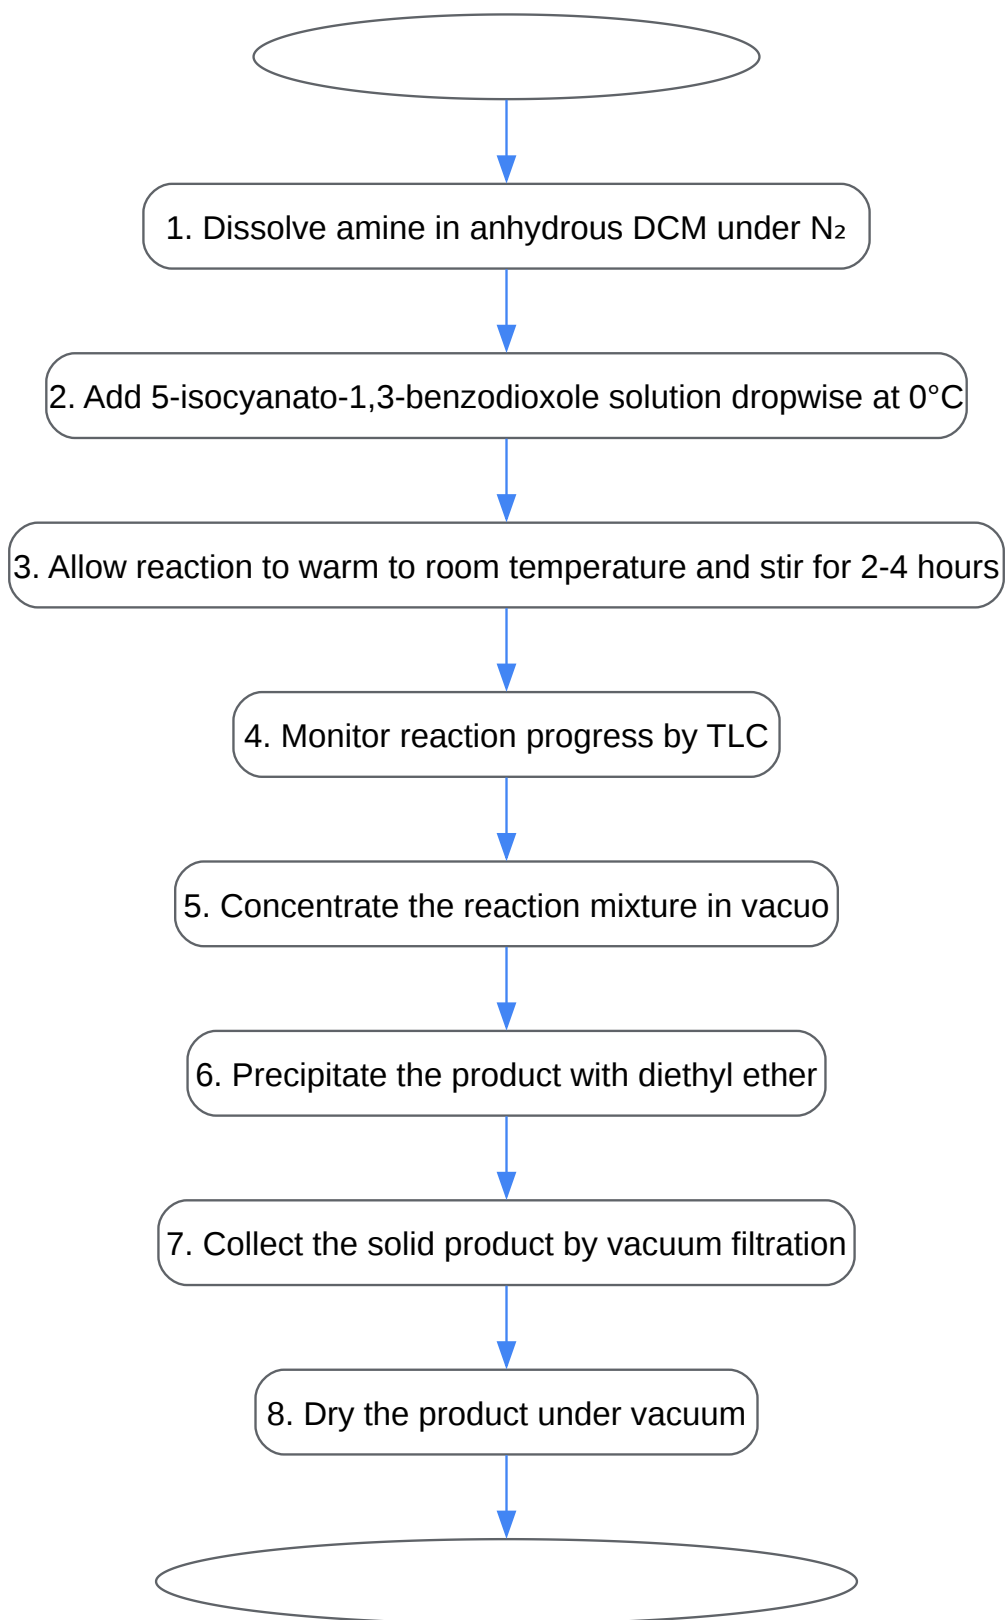 1. Dissolve amine in anhydrous DCM under N₂
2. Add 5-isocyanato-1,3-benzodioxole solution dropwise at 0°C
3. Allow reaction to warm to room temperature and stir for 2-4 hours
4. Monitor reaction progress by TLC
5. Concentrate the reaction mixture in vacuo
6. Precipitate the product with diethyl ether
7. Collect the solid product by vacuum filtration
8. Dry the product under vacuum